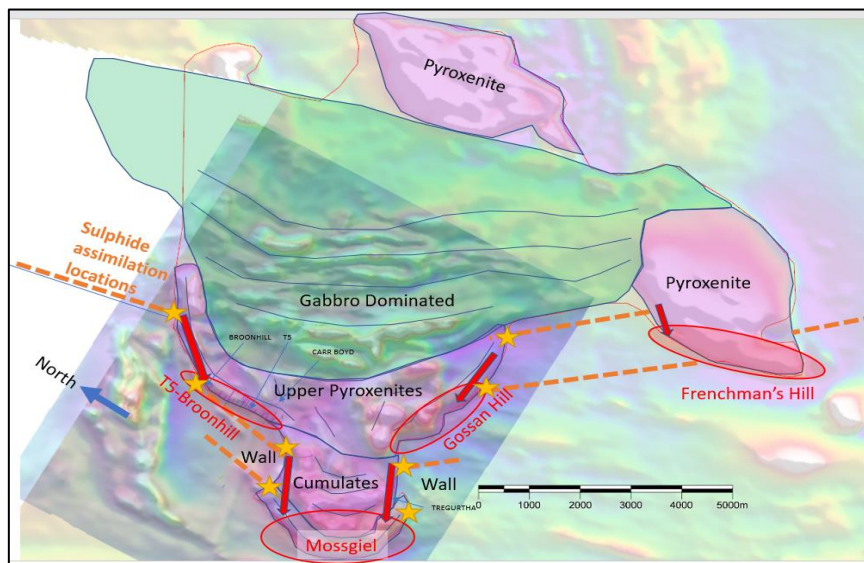 Pyroxenite
Sulphide
assimilation
locations
Gabbro Dominated
Pyroxenite
BROONHILL
T5
CARR BOYD
North
T5-Broonhill
Upper Pyroxenites
Gossan Hill
Frenchman's Hill
Wall
Cumulates
Wall
TREGURTHA
Mossgiel
0 1000 2000 3000 4000 5000m